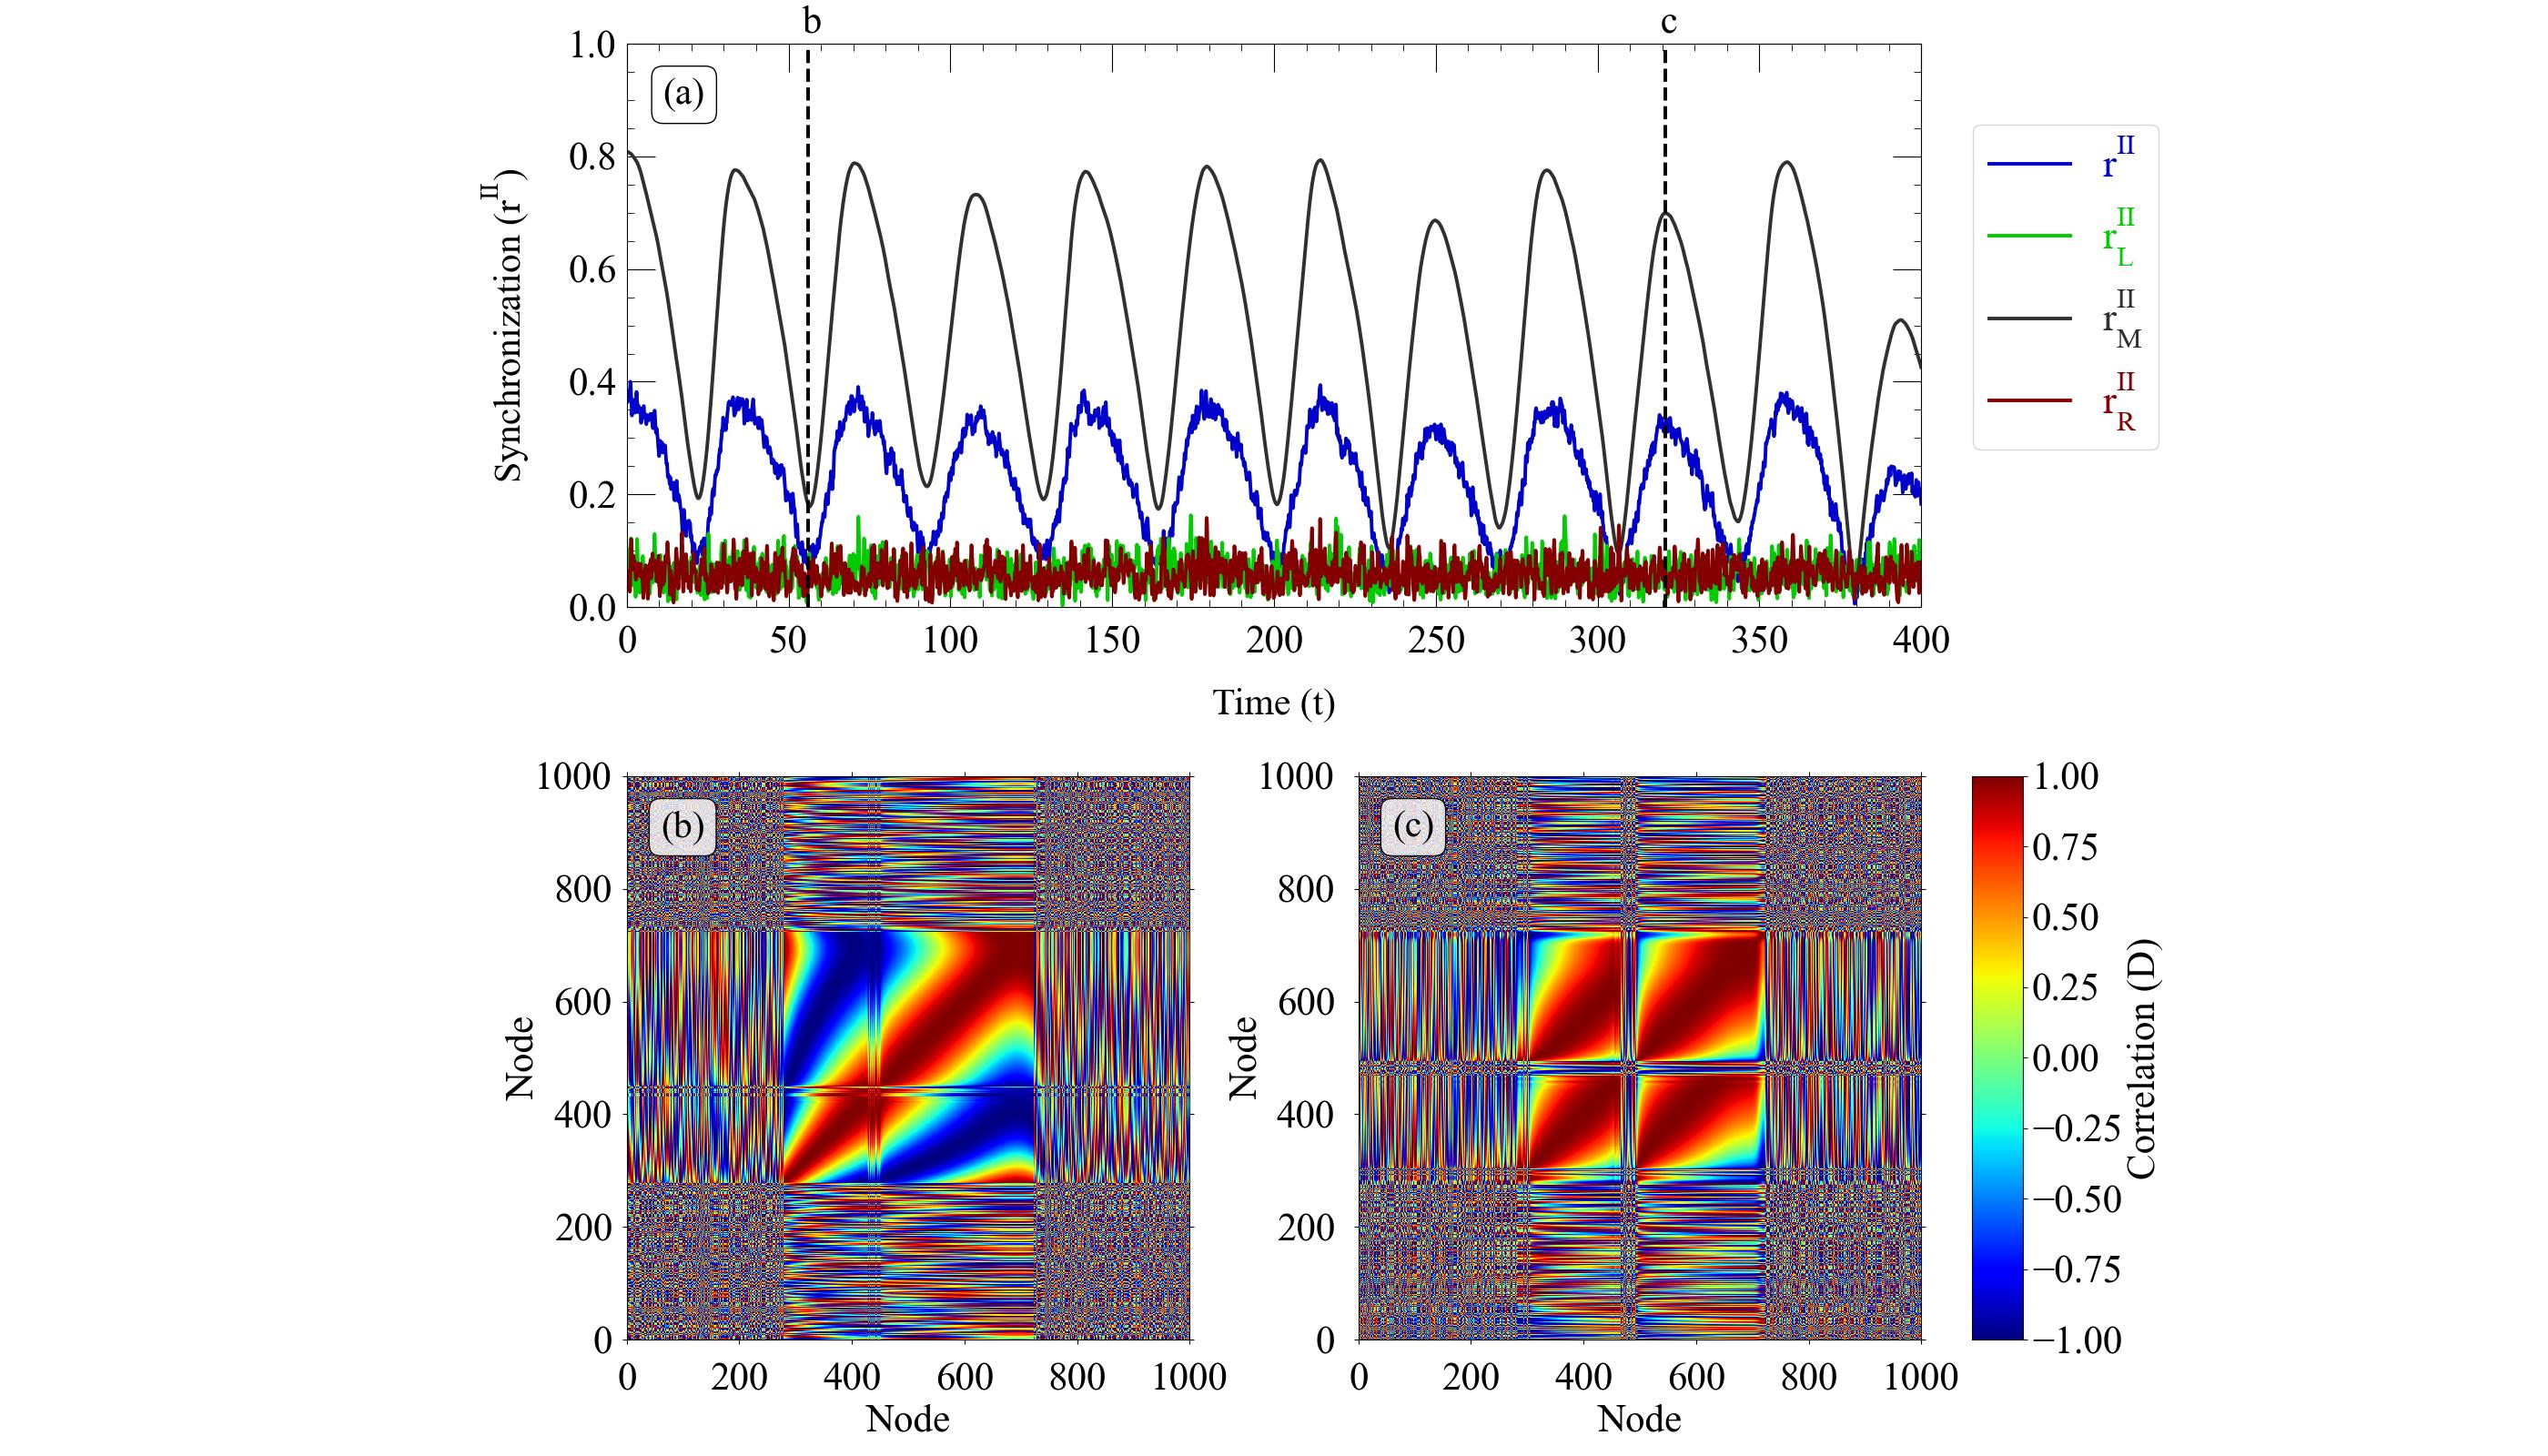 b c
(a)
Synchronization (r^II)
1.0
0.8
0.6
0.4
0.2
0.0
0 50 100 150 200 250 300 350 400
Time (t)
r^II
r_L^II
r_M^II
r_R^II
(b)
Node
1000
800
600
400
200
0
0 200 400 600 800 1000
Node
(c)
Node
1000
800
600
400
200
0
0 200 400 600 800 1000
Node
1.00
0.75
0.50
0.25
0.00
−0.25
−0.50
−0.75
−1.00
Correlation (D)